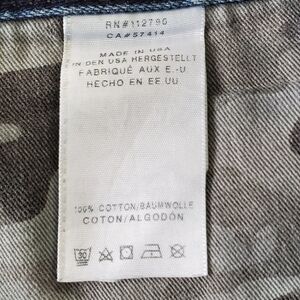 RN#112790
CA#57414
MADE IN USA
IN DEN USA HERGESTELLT
FABRIQUÉ AUX E.-U.
HECHO EN EE.UU.
100% COTTON/BAUMWOLLE
COTON/ALGODÓN
30